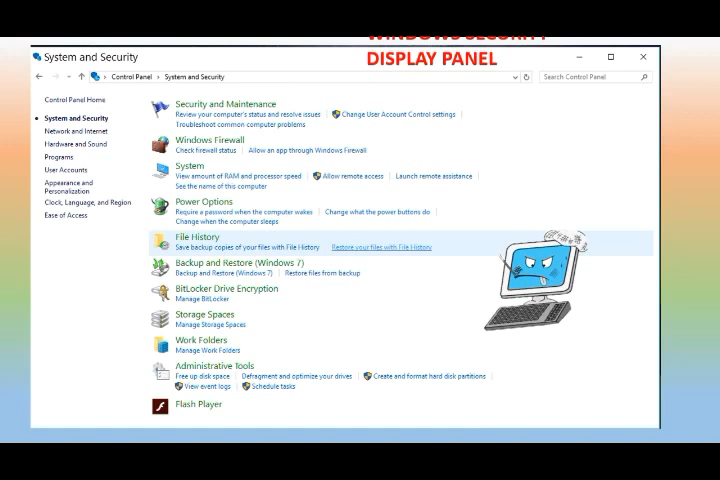 WINDOWS SECURITY
DISPLAY PANEL
System and Security
Control Panel > System and Security
Search Control Panel
Control Panel Home
System and Security
Network and Internet
Hardware and Sound
Programs
User Accounts
Appearance and
Personalization
Clock, Language, and Region
Ease of Access
Security and Maintenance
Review your computer's status and resolve issues | Change User Account Control settings
Troubleshoot common computer problems
Windows Firewall
Check firewall status | Allow an app through Windows Firewall
System
View amount of RAM and processor speed | Allow remote access | Launch remote assistance
See the name of this computer
Power Options
Require a password when the computer wakes | Change what the power buttons do
Change when the computer sleeps
File History
Save backup copies of your files with File History | Restore your files with File History
Backup and Restore (Windows 7)
Backup and Restore (Windows 7) | Restore files from backup
BitLocker Drive Encryption
Manage BitLocker
Storage Spaces
Manage Storage Spaces
Work Folders
Manage Work Folders
Administrative Tools
Free up disk space | Defragment and optimize your drives | Create and format hard disk partitions
View event logs | Schedule tasks
Flash Player